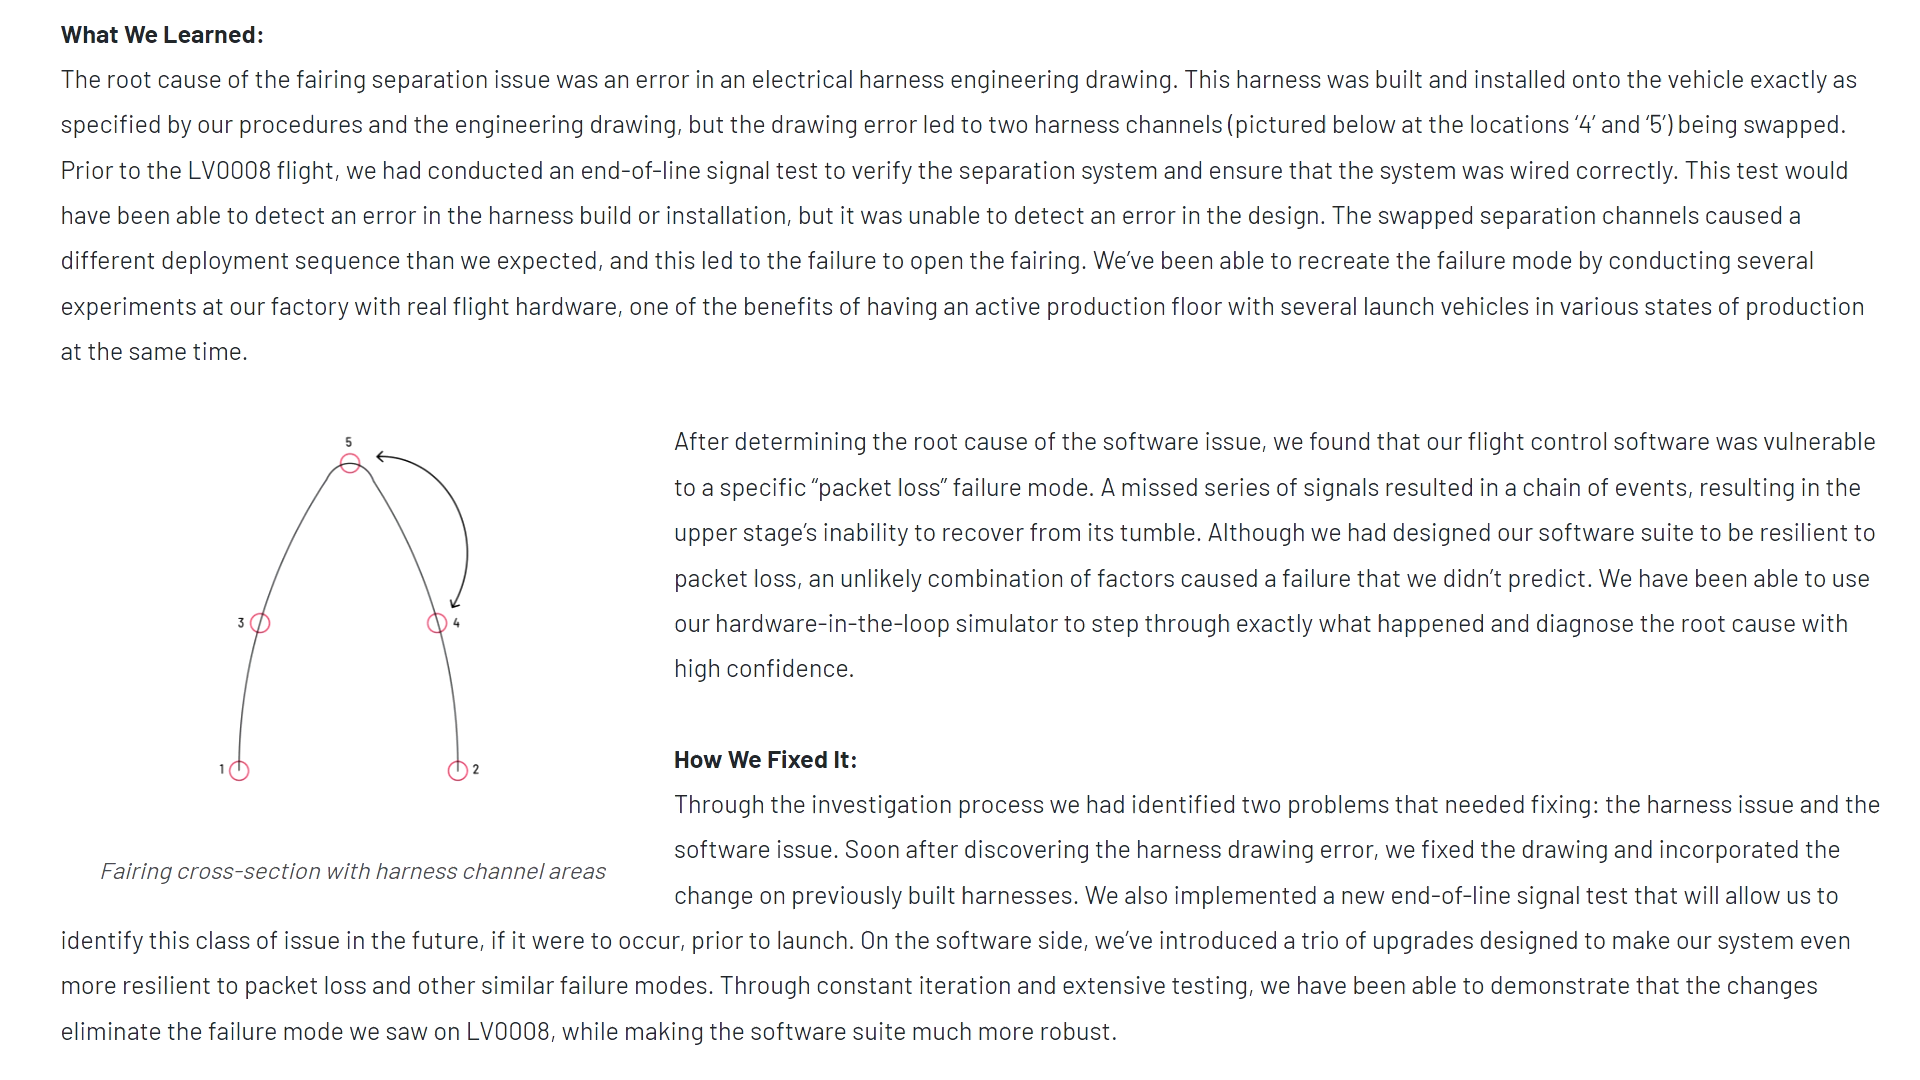 What We Learned:
The root cause of the fairing separation issue was an error in an electrical harness engineering drawing. This harness was built and installed onto the vehicle exactly as
specified by our procedures and the engineering drawing, but the drawing error led to two harness channels (pictured below at the locations ‘4’ and ‘5’) being swapped.
Prior to the LV0008 flight, we had conducted an end-of-line signal test to verify the separation system and ensure that the system was wired correctly. This test would
have been able to detect an error in the harness build or installation, but it was unable to detect an error in the design. The swapped separation channels caused a
different deployment sequence than we expected, and this led to the failure to open the fairing. We’ve been able to recreate the failure mode by conducting several
experiments at our factory with real flight hardware, one of the benefits of having an active production floor with several launch vehicles in various states of production
at the same time.
5
3
4
1
2
Fairing cross-section with harness channel areas
After determining the root cause of the software issue, we found that our flight control software was vulnerable
to a specific “packet loss” failure mode. A missed series of signals resulted in a chain of events, resulting in the
upper stage’s inability to recover from its tumble. Although we had designed our software suite to be resilient to
packet loss, an unlikely combination of factors caused a failure that we didn’t predict. We have been able to use
our hardware-in-the-loop simulator to step through exactly what happened and diagnose the root cause with
high confidence.
How We Fixed It:
Through the investigation process we had identified two problems that needed fixing: the harness issue and the
software issue. Soon after discovering the harness drawing error, we fixed the drawing and incorporated the
change on previously built harnesses. We also implemented a new end-of-line signal test that will allow us to
identify this class of issue in the future, if it were to occur, prior to launch. On the software side, we’ve introduced a trio of upgrades designed to make our system even
more resilient to packet loss and other similar failure modes. Through constant iteration and extensive testing, we have been able to demonstrate that the changes
eliminate the failure mode we saw on LV0008, while making the software suite much more robust.